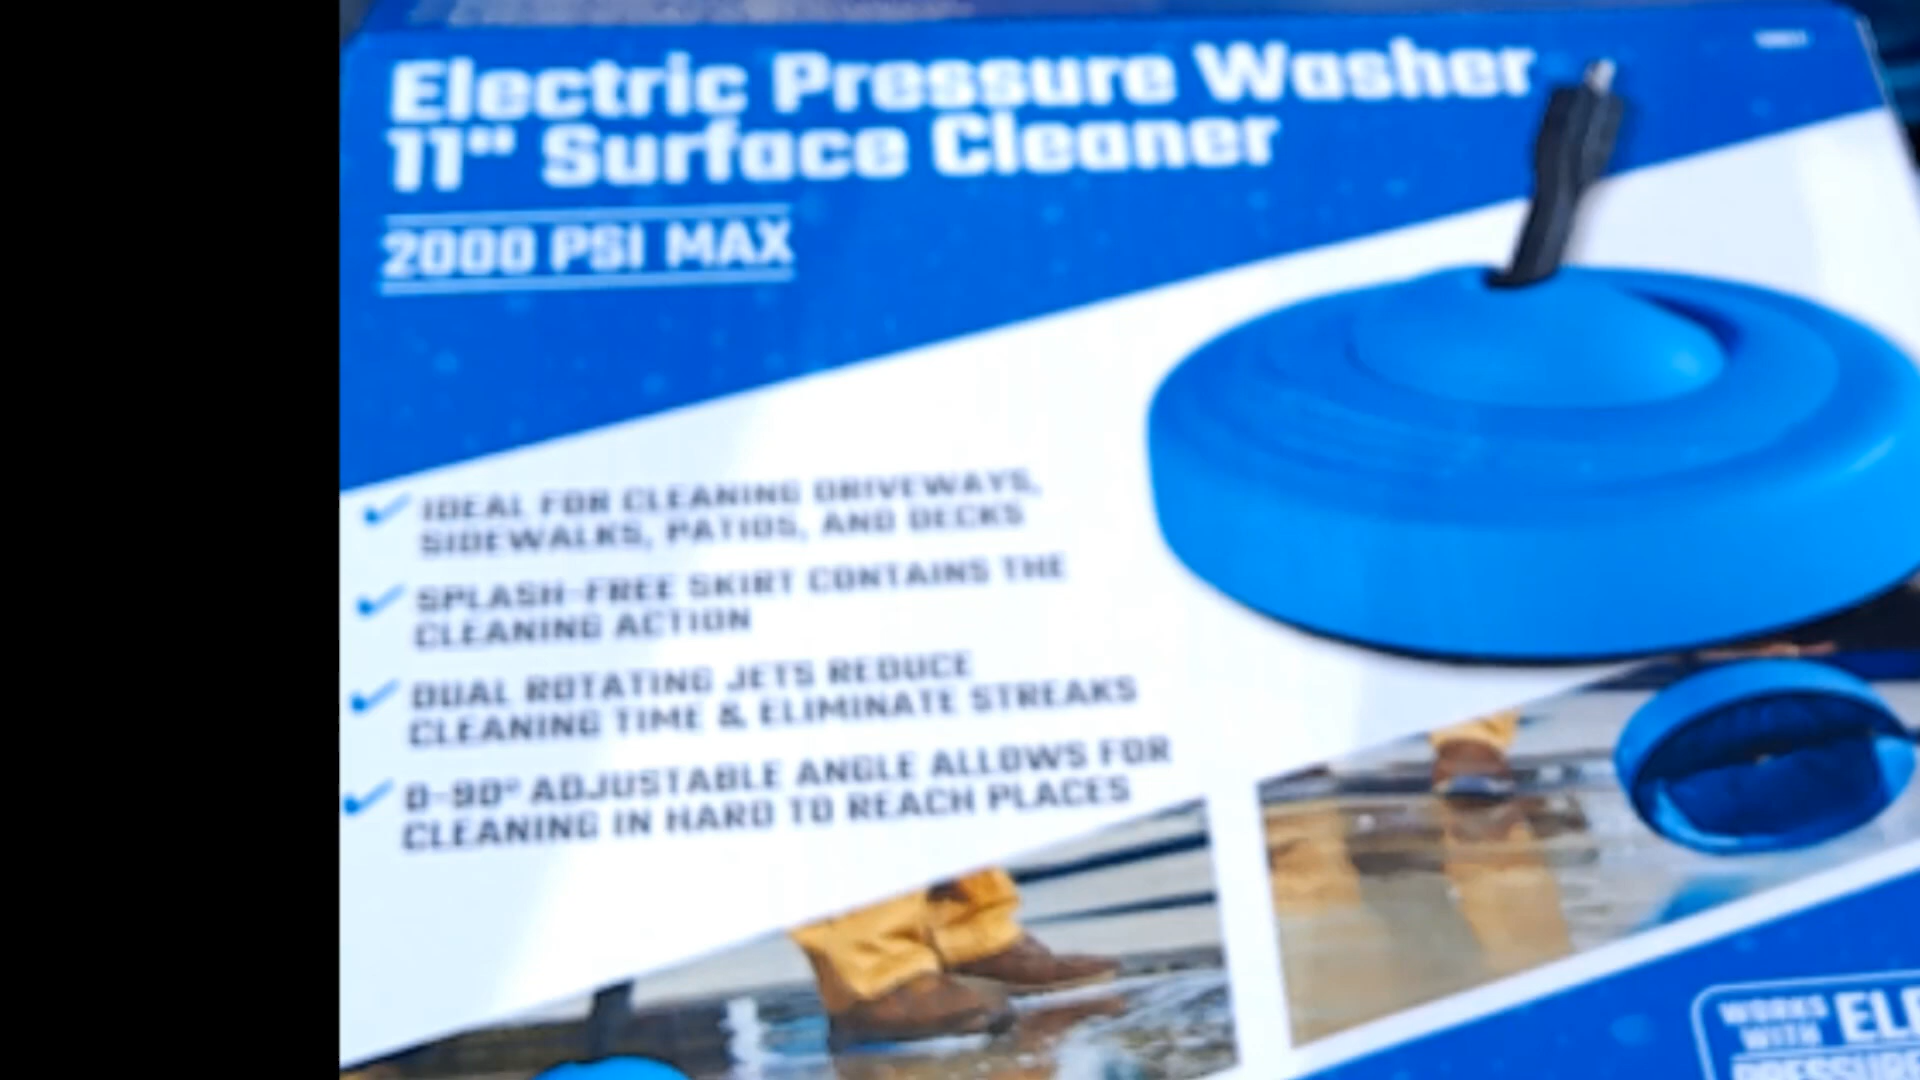 Electric Pressure Washer
11" Surface Cleaner
2000 PSI MAX
IDEAL FOR CLEANING DRIVEWAYS,
SIDEWALKS, PATIOS, AND DECKS
SPLASH-FREE SKIRT CONTAINS THE
CLEANING ACTION
DUAL ROTATING JETS REDUCE
CLEANING TIME & ELIMINATE STREAKS
0-90° ADJUSTABLE ANGLE ALLOWS FOR
CLEANING IN HARD TO REACH PLACES
WORKS
WITH
PRESSURE